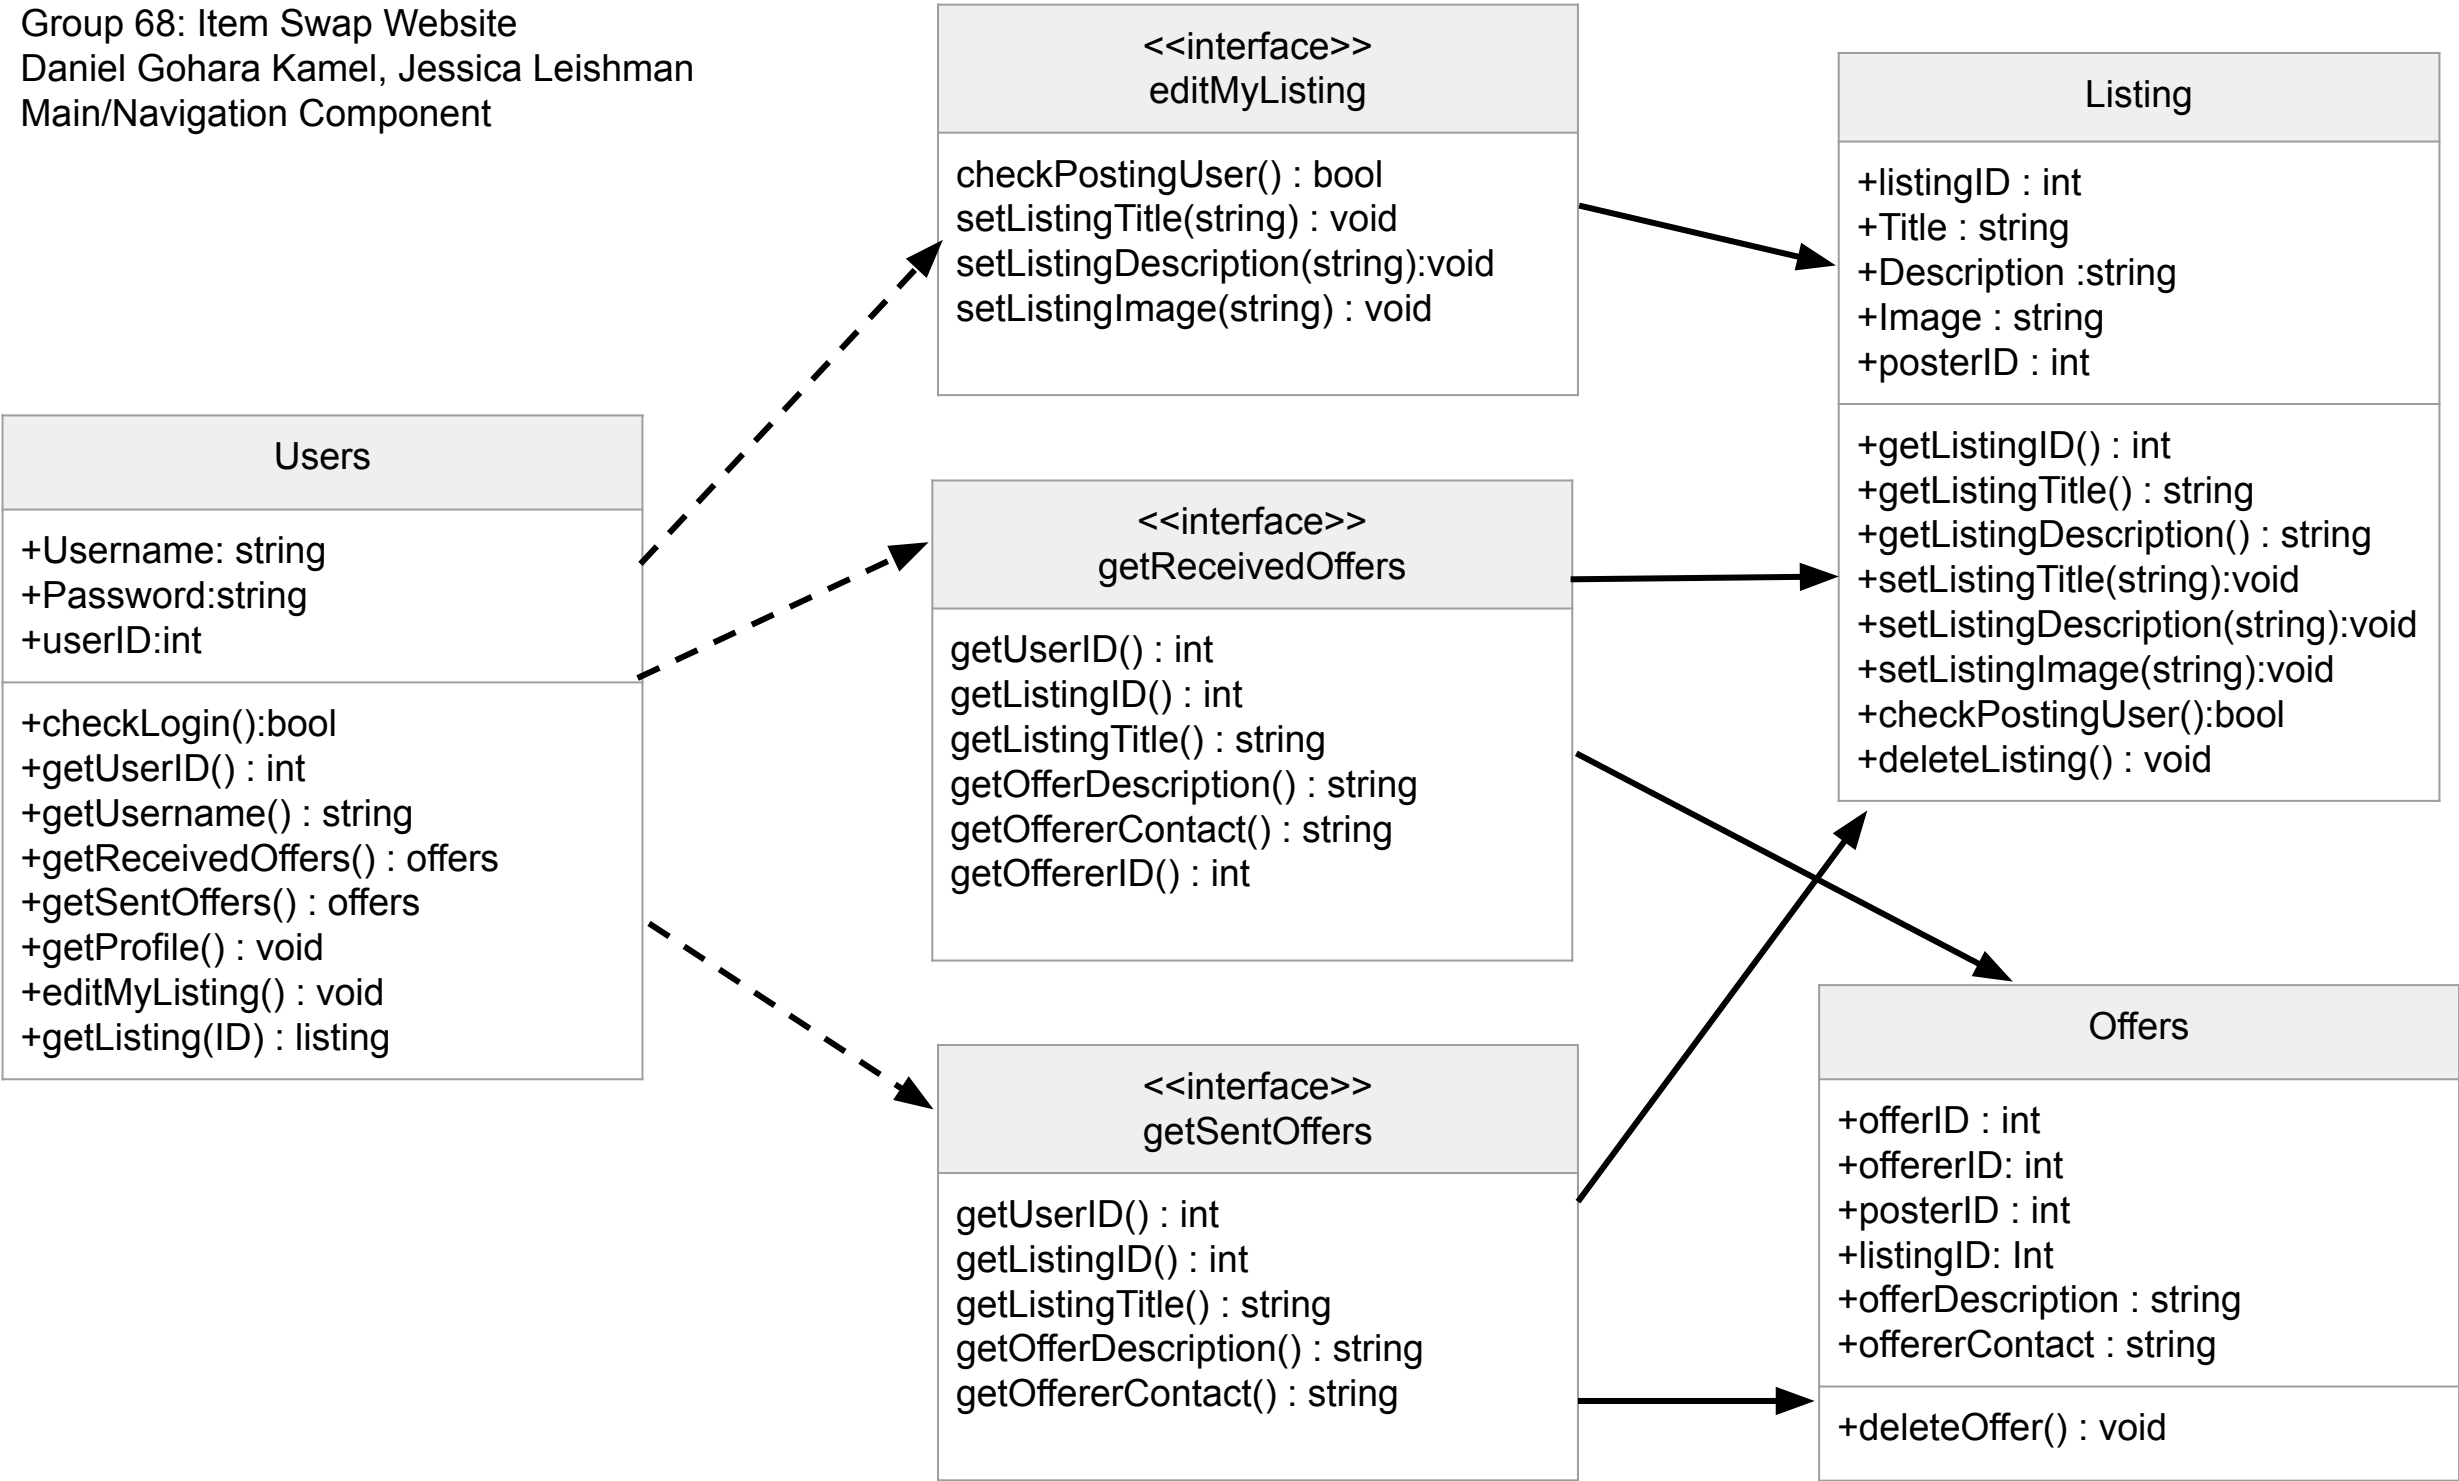 Group 68: Item Swap Website
Daniel Gohara Kamel, Jessica Leishman
Main/Navigation Component
Users
+Username: string
+Password:string
+userID:int
+checkLogin():bool
+getUserID() : int
+getUsername() : string
+getReceivedOffers() : offers
+getSentOffers() : offers
+getProfile() : void
+editMyListing() : void
+getListing(ID) : listing
<<interface>>
editMyListing
checkPostingUser() : bool
setListingTitle(string) : void
setListingDescription(string):void
setListingImage(string) : void
<<interface>>
getReceivedOffers
getUserID() : int
getListingID() : int
getListingTitle() : string
getOfferDescription() : string
getOffererContact() : string
getOffererID() : int
<<interface>>
getSentOffers
getUserID() : int
getListingID() : int
getListingTitle() : string
getOfferDescription() : string
getOffererContact() : string
Listing
+listingID : int
+Title : string
+Description :string
+Image : string
+posterID : int
+getListingID() : int
+getListingTitle() : string
+getListingDescription() : string
+setListingTitle(string):void
+setListingDescription(string):void
+setListingImage(string):void
+checkPostingUser():bool
+deleteListing() : void
Offers
+offerID : int
+offererID: int
+posterID : int
+listingID: Int
+offerDescription : string
+offererContact : string
+deleteOffer() : void